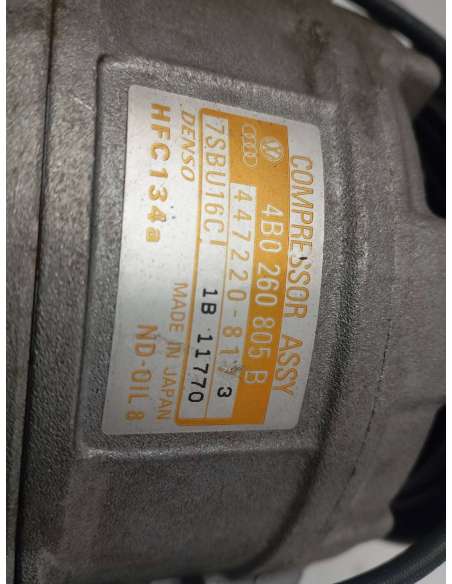 COMPRESSOR ASSY
4B0 260 805 B
447220-8173
7SBU16C 1B 11770
DENSO MADE IN JAPAN
HFC134a ND-OIL 8